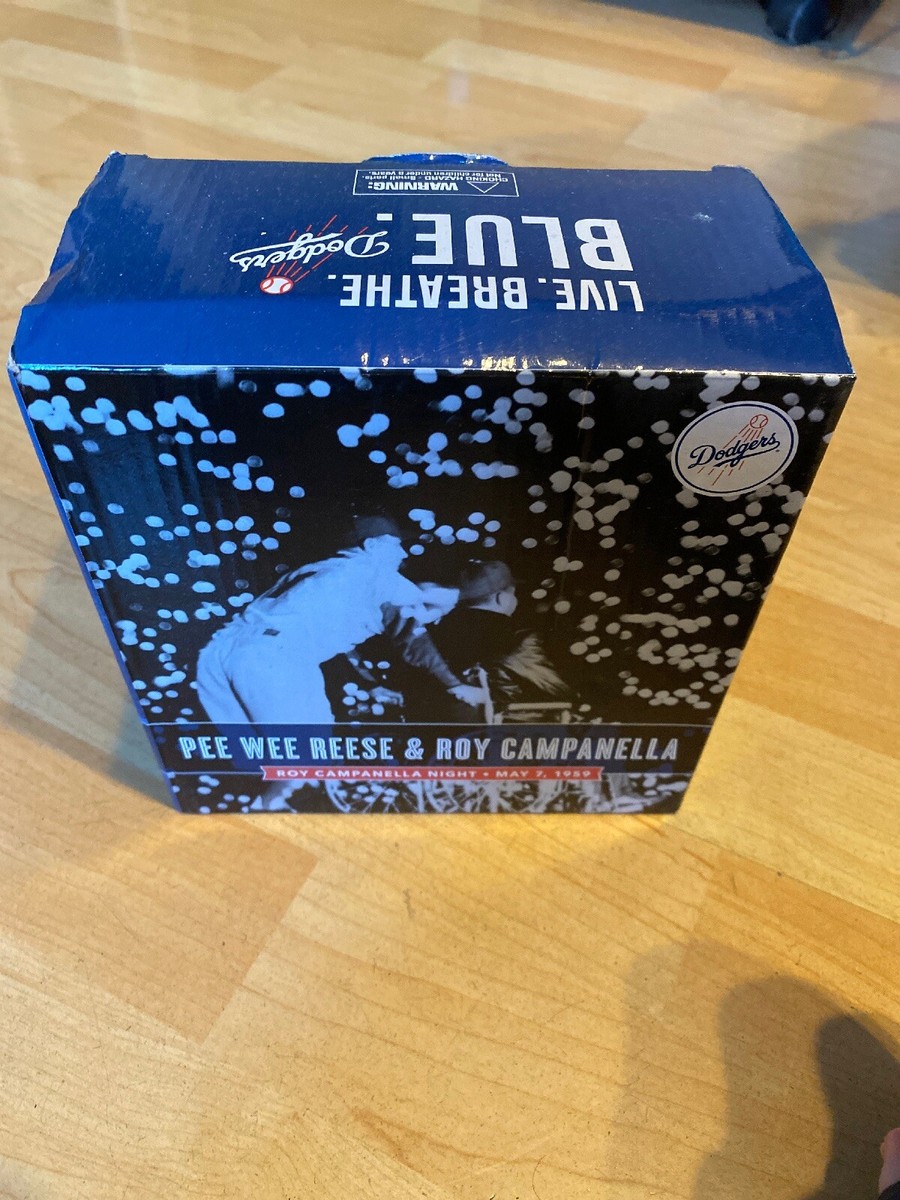 LIVE. BREATHE.
BLUE. Dodgers
WARNING:
CHOKING HAZARD - Small parts.
Not for children under 8 years.
Dodgers
PEE WEE REESE & ROY CAMPANELLA
ROY CAMPANELLA NIGHT • MAY 7, 1959